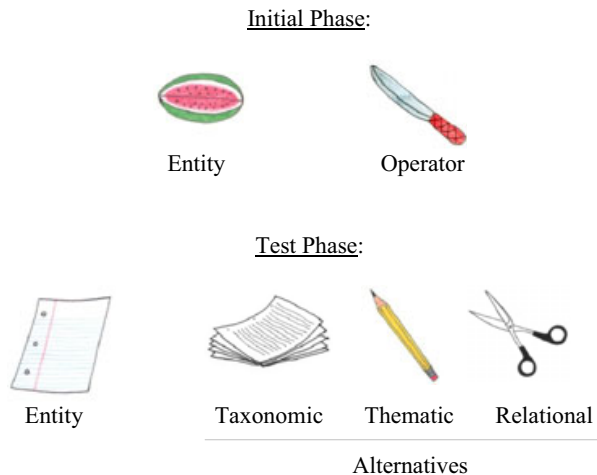 Initial Phase:
Entity Operator
Test Phase:
Entity Taxonomic Thematic Relational
Alternatives